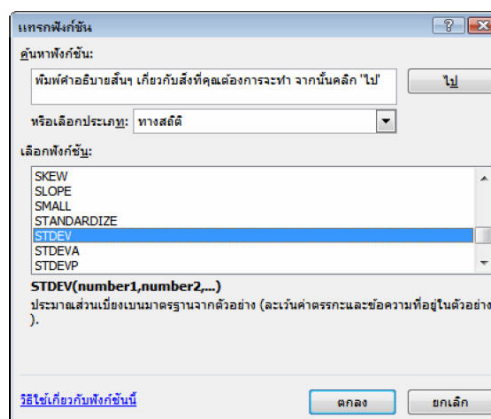 แทรกฟังก์ชัน
ค้นหาฟังก์ชัน:
พิมพ์คำอธิบายสั้นๆ เกี่ยวกับสิ่งที่คุณต้องการจะทำ จากนั้นคลิก 'ไป'
ไป
หรือเลือกประเภท: ทางสถิติ
เลือกฟังก์ชัน:
SKEW
SLOPE
SMALL
STANDARDIZE
STDEV
STDEVA
STDEVP
STDEV(number1,number2,...)
ประมาณส่วนเบี่ยงเบนมาตรฐานจากตัวอย่าง (ละเว้นค่าตรรกะและข้อความที่อยู่ในตัวอย่าง
).
วิธีใช้เกี่ยวกับฟังก์ชันนี้
ตกลง
ยกเลิก